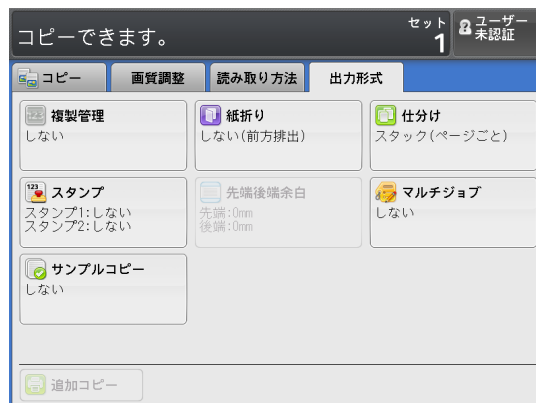 コピーできます。
セット
1
ユーザー
未認証
コピー
画質調整
読み取り方法
出力形式
複製管理
しない
紙折り
しない(前方排出)
仕分け
スタック(ページごと)
123
スタンプ
スタンプ1:しない
スタンプ2:しない
先端後端余白
先端:0mm
後端:0mm
マルチジョブ
しない
サンプルコピー
しない
追加コピー